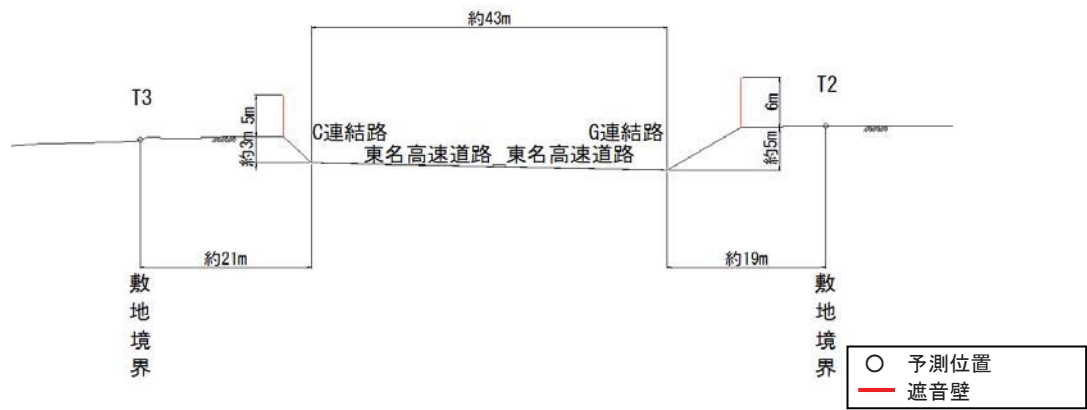 約43m
T3
5m
約3m
C連結路
東名高速道路
東名高速道路
G連結路
6m
約5m
T2
約21m
約19m
敷地境界
敷地境界
予測位置
遮音壁